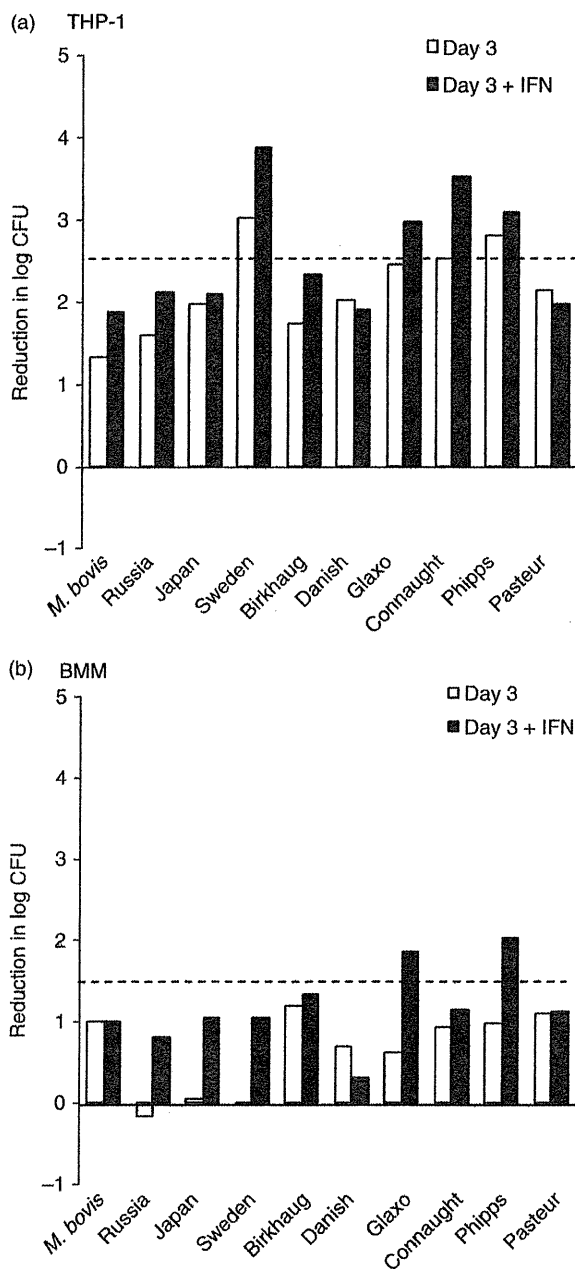 (a) THP-1
Day 3
Day 3 + IFN
5
4
3
2
1
0
–1
Reduction in log CFU
M. bovis
Russia
Japan
Sweden
Birkhaug
Danish
Glaxo
Connaught
Phipps
Pasteur
(b) BMM
Day 3
Day 3 + IFN
5
4
3
2
1
0
–1
Reduction in log CFU
M. bovis
Russia
Japan
Sweden
Birkhaug
Danish
Glaxo
Connaught
Phipps
Pasteur